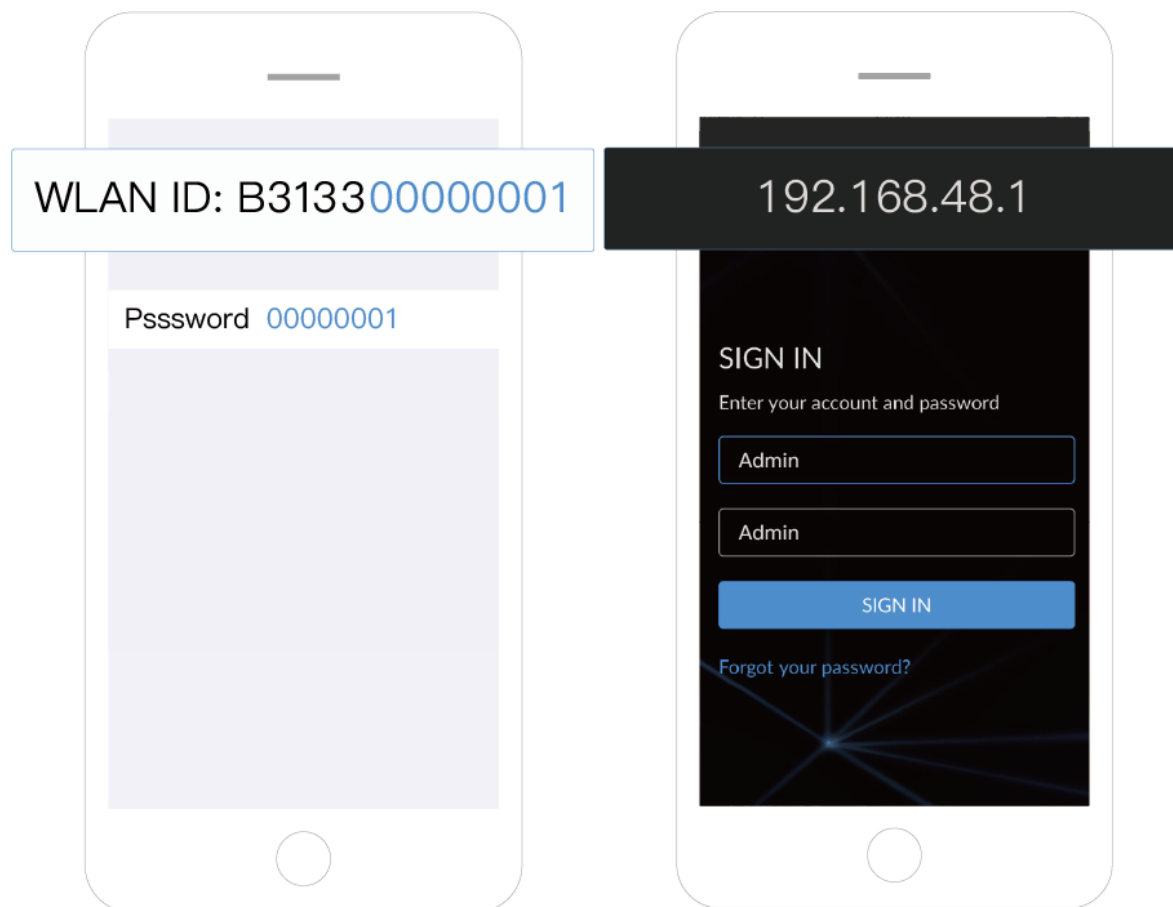 WLAN ID: B313300000001
Psssword 00000001
192.168.48.1
SIGN IN
Enter your account and password
Admin
Admin
SIGN IN
Forgot your password?